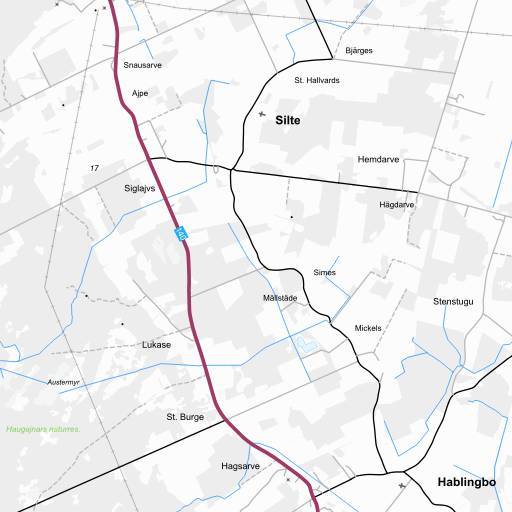 Bjärges
Snausarve
St. Hallvards
Ajpe
Silte
Hemdarve
17
Siglajvs
Hägdarve
140
Simes
Mällstäde
Stenstugu
Mickels
Lukase
Austermyr
St. Burge
Haugajnars naturres.
Hagsarve
Hablingbo